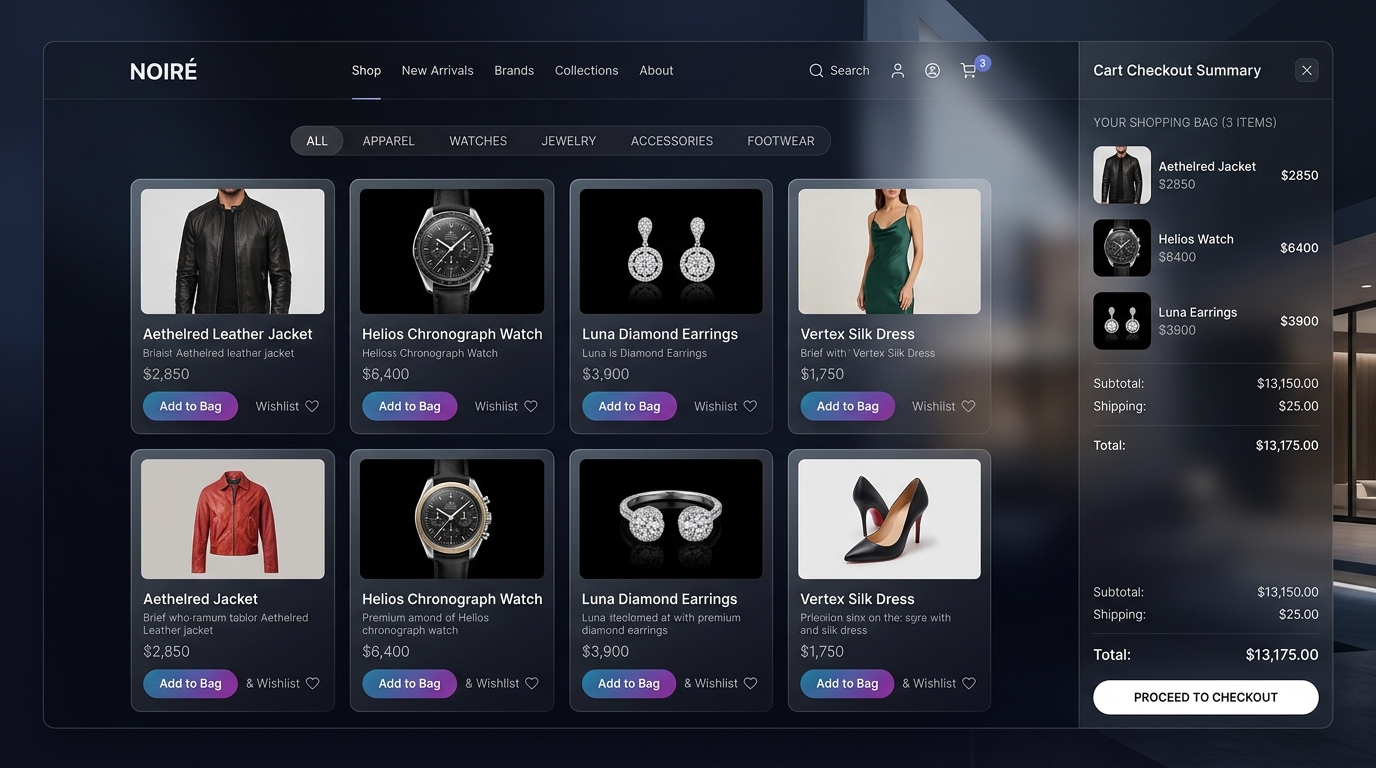 NOIRÉ
Shop New Arrivals Brands Collections About
Search
3
ALL APPAREL WATCHES JEWELRY ACCESSORIES FOOTWEAR
Aethelred Leather Jacket
Briaist Aethelred leather jacket
$2,850
Add to Bag Wishlist
Helios Chronograph Watch
Helioss Chronograph Watch
$6,400
Add to Bag Wishlist
Luna Diamond Earrings
Luna is Diamond Earrings
$3,900
Add to Bag Wishlist
Vertex Silk Dress
Brief with Vertex Silk Dress
$1,750
Add to Bag Wishlist
Aethelred Jacket
Brief who-ramum tablor Aethelred
Leather jacket
$2,850
Add to Bag & Wishlist
Helios Chronograph Watch
Premium amond of Helios
chronograph watch
$6,400
Add to Bag & Wishlist
Luna Diamond Earrings
Luna at with premium
diamond earrings
$3,900
Add to Bag & Wishlist
Vertex Silk Dress
on the: with
and silk dress
$1,750
Add to Bag & Wishlist
Cart Checkout Summary
YOUR SHOPPING BAG (3 ITEMS)
Aethelred Jacket
$2850
$2850
Helios Watch
$8400
$6400
Luna Earrings
$3900
$3900
Subtotal: $13,150.00
Shipping: $25.00
Total: $13,175.00
Subtotal: $13,150.00
Shipping: $25.00
Total: $13,175.00
PROCEED TO CHECKOUT